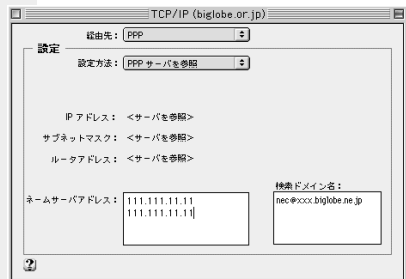 TCP/IP (biglobe.or.jp)
経由先： PPP
設定
設定方法： PPP サーバを参照
IP アドレス： <サーバを参照>
サブネットマスク： <サーバを参照>
ルータアドレス： <サーバを参照>
ネームサーバアドレス：
111.111.11.11
111.111.11.11
検索ドメイン名：
nec@xxx.biglobe.ne.jp
?